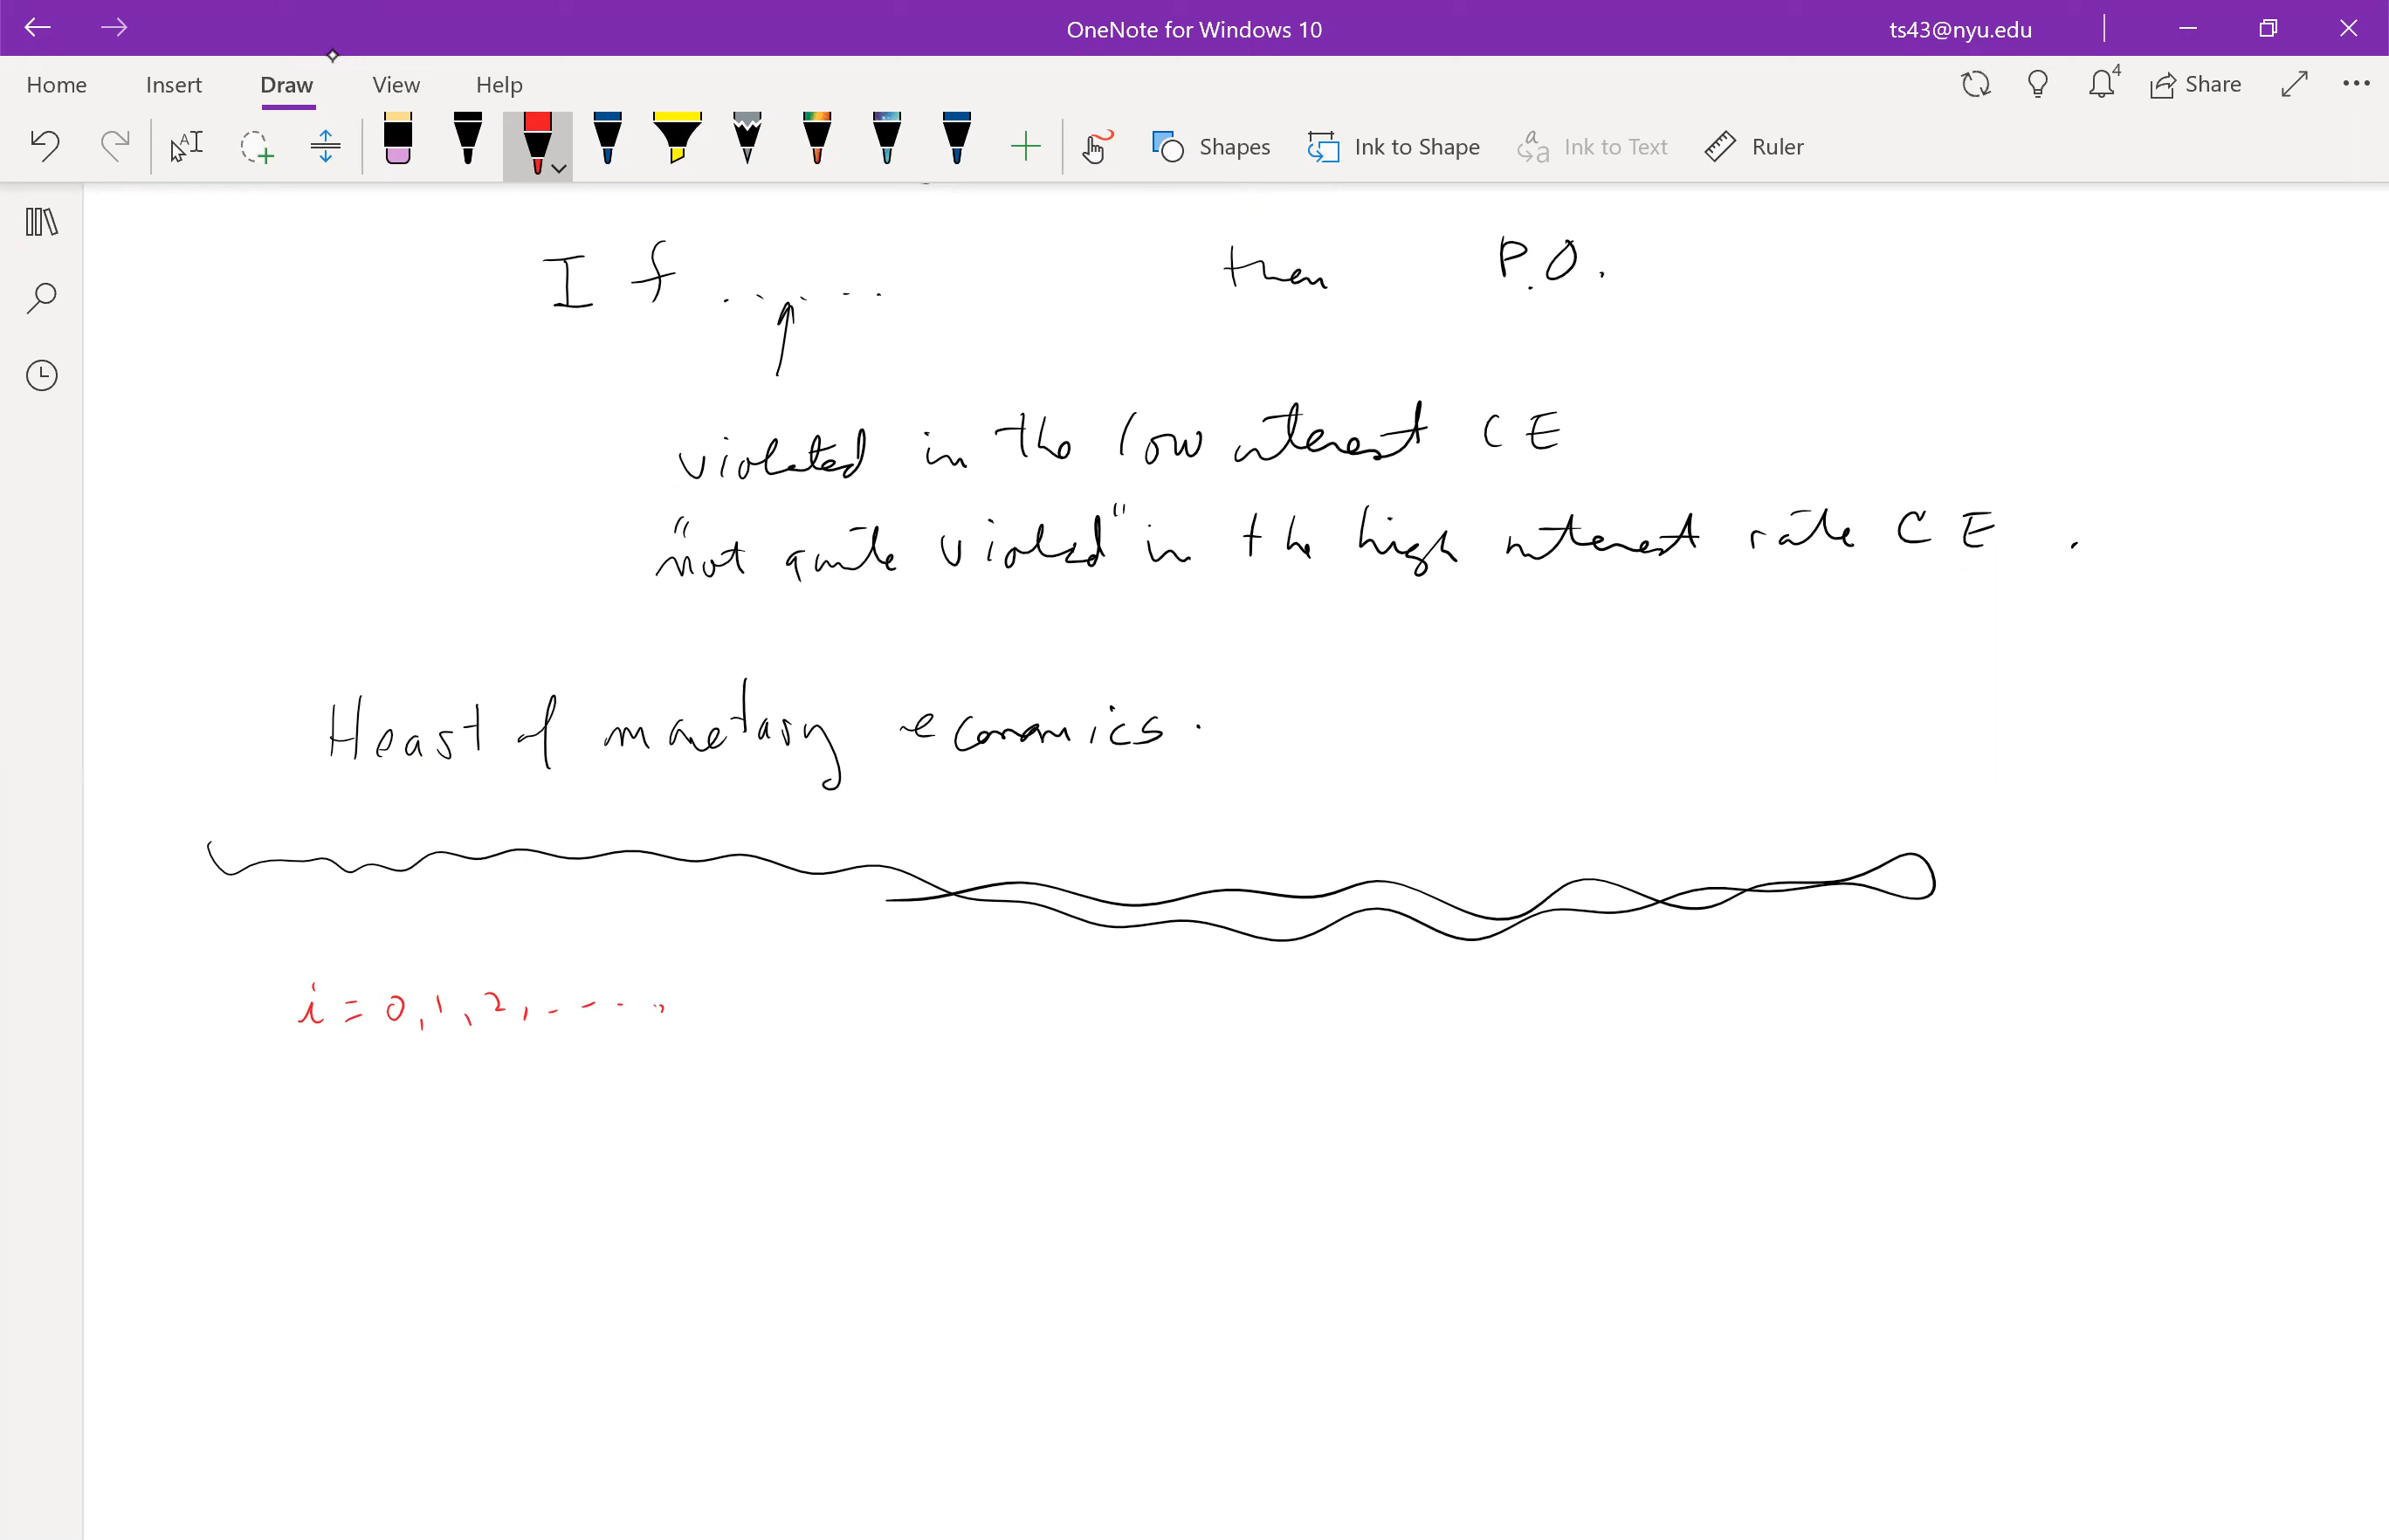 OneNote for Windows 10 ts43@nyu.edu
Home Insert Draw View Help 4 Share
Shapes Ink to Shape Ink to Text Ruler
If ...... then P.O.
violated in the low interest CE
"not quite violated" in the high interest rate CE.
Heart of monetary economics.
i = 0, 1, 2, ....,